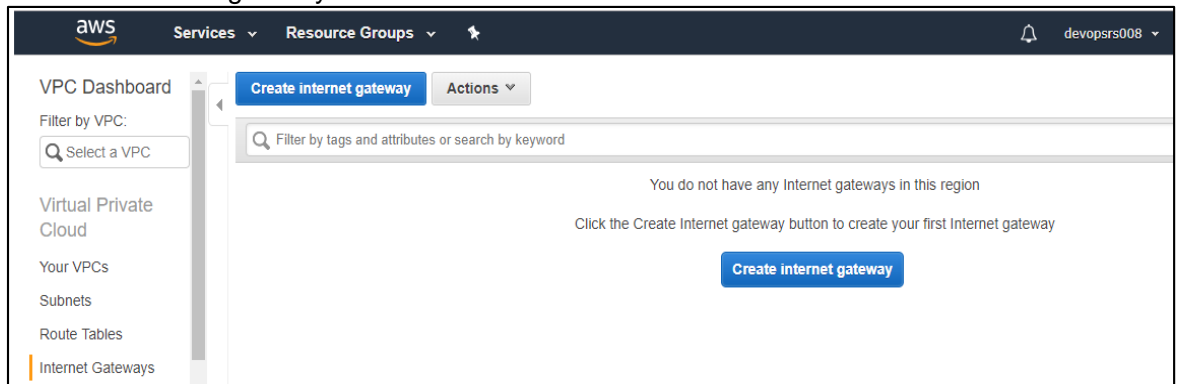 aws Services Resource Groups devopsrs008
VPC Dashboard
Filter by VPC:
Select a VPC
Virtual Private
Cloud
Your VPCs
Subnets
Route Tables
Internet Gateways
Create internet gateway Actions
Filter by tags and attributes or search by keyword
You do not have any Internet gateways in this region
Click the Create Internet gateway button to create your first Internet gateway
Create internet gateway